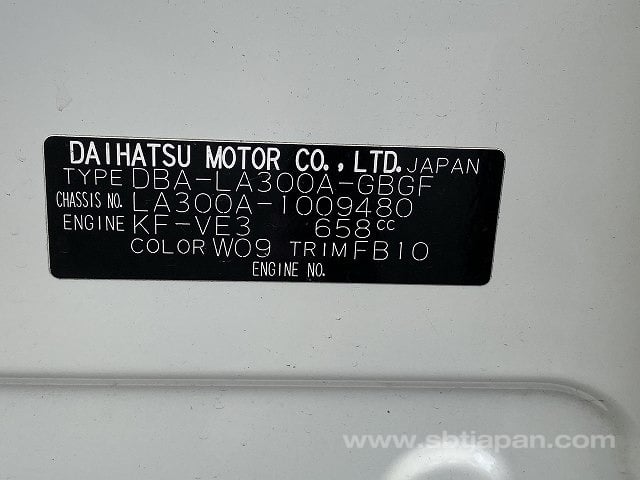 DAIHATSU MOTOR CO.,LTD. JAPAN
TYPE DBA-LA300A-GBGF
CHASSIS NO. LA300A-1009480
ENGINE KF-VE3 658cc
COLOR W09 TRIM FB10
ENGINE NO.
www.sbtjapan.com